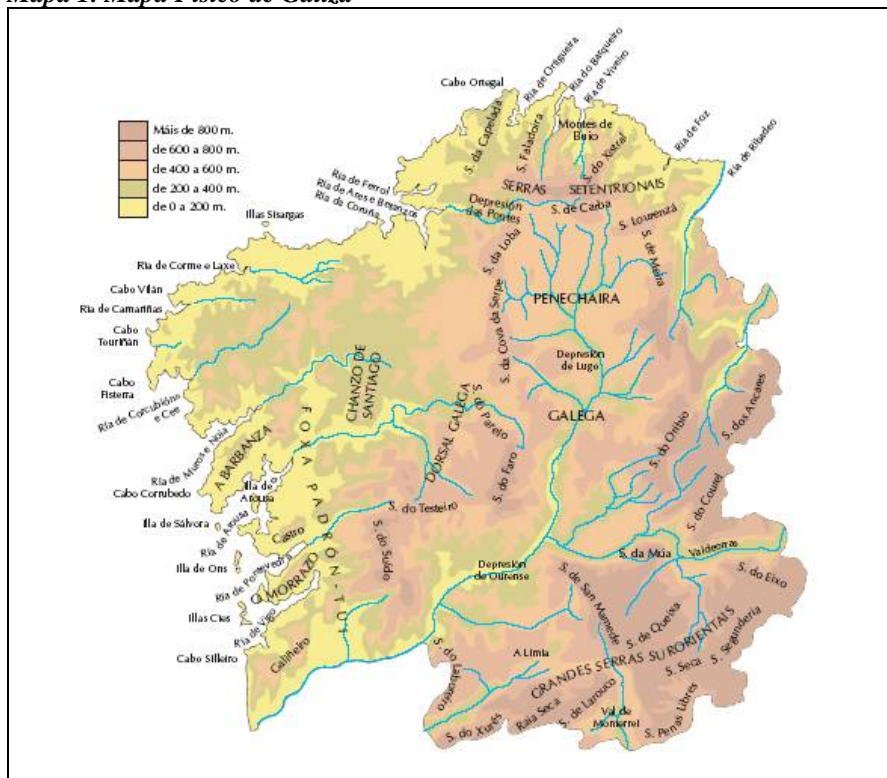 Mapa 1: Mapa Físico de Galiza
Cabo Ortegal
Ría de Ortigueira
Ría do Barqueiro
Ría de Viveiro
Ría de Foz
Ría de Ribadeo
Máis de 800 m.
de 600 a 800 m.
de 400 a 600 m.
de 200 a 400 m.
de 0 a 200 m.
S. da Capelada
S. Faladoira
Montes de
Buio
S. do Xistral
SERRAS SETENTRIONAIS
Ría de Ferrol
Ría de Ares e Betanzos
Ría da Coruña
Depresión
das Pontes
S. de Carba
S. Lourenzá
S. de Meira
S. da Loba
Illas Sisargas
Ría de Corme e Laxe
Cabo Vilán
Ría de Camariñas
Cabo
Touriñán
Cabo
Fisterra
Ría de Corcubión
e Cee
Ría de Muros e Noia
PENECHAIRA
S. da Cova da Serpe
Depresión
de Lugo
GALEGA
CHANZO DE
SANTIAGO
S. dos Ancares
S. do Oribio
S. do Courel
DORSAL GALEGA
S. do Farelo
S. do Faro
FOXA PADRON-TUI
A BARBANZA
Cabo Corrubedo
Illa de
Arousa
Illa de Sálvora
Ría de Arousa
Castro
S. do Testeiro
S. do Suido
Illa de Ons
Ría de Pontevedra
O MORRAZO
Illas Cíes
Ría de Vigo
Cabo Silleiro
Galiñeiro
Depresión
de Ourense
S. da Múa
Valdeorras
S. do Eixo
S. de San Mamede
S. de Queixa
GRANDES SERRAS SURORIENTAIS
S. Segundeira
S. Seca
A Limia
S. do Laboreiro
S. do Xurés
Raia Seca
S. de Larouco
Val de
Monterrei
S. Penas Libres